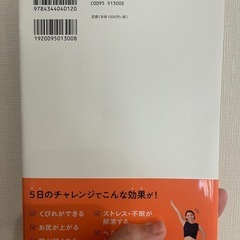 9784344040120
C0095 ¥1300E
定価(本体1300円+税)
1920095013008
5日のチャレンジでこんな効果が!
くびれができる
お尻が上がる
ストレス・不眠が
解消する